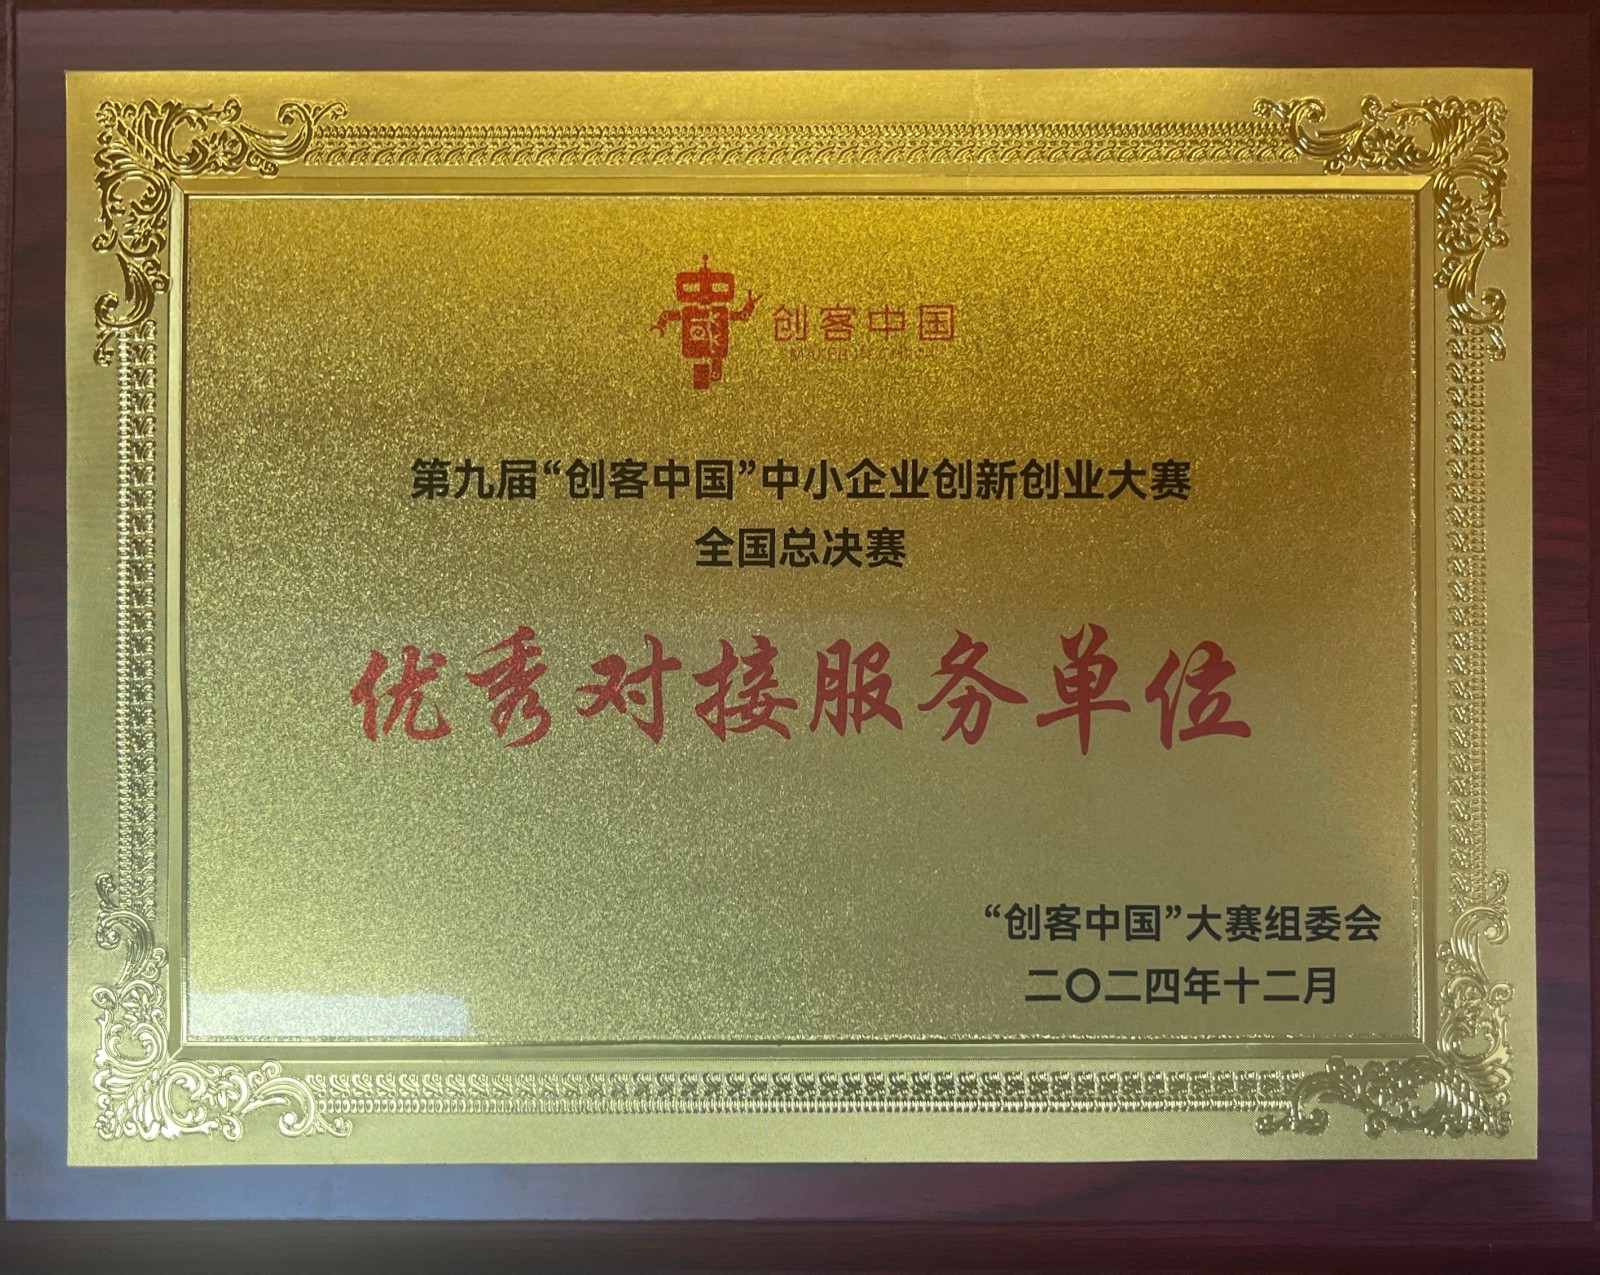 创客中国
第九届“创客中国”中小企业创新创业大赛
全国总决赛
优秀对接服务单位
“创客中国”大赛组委会
二〇二四年十二月